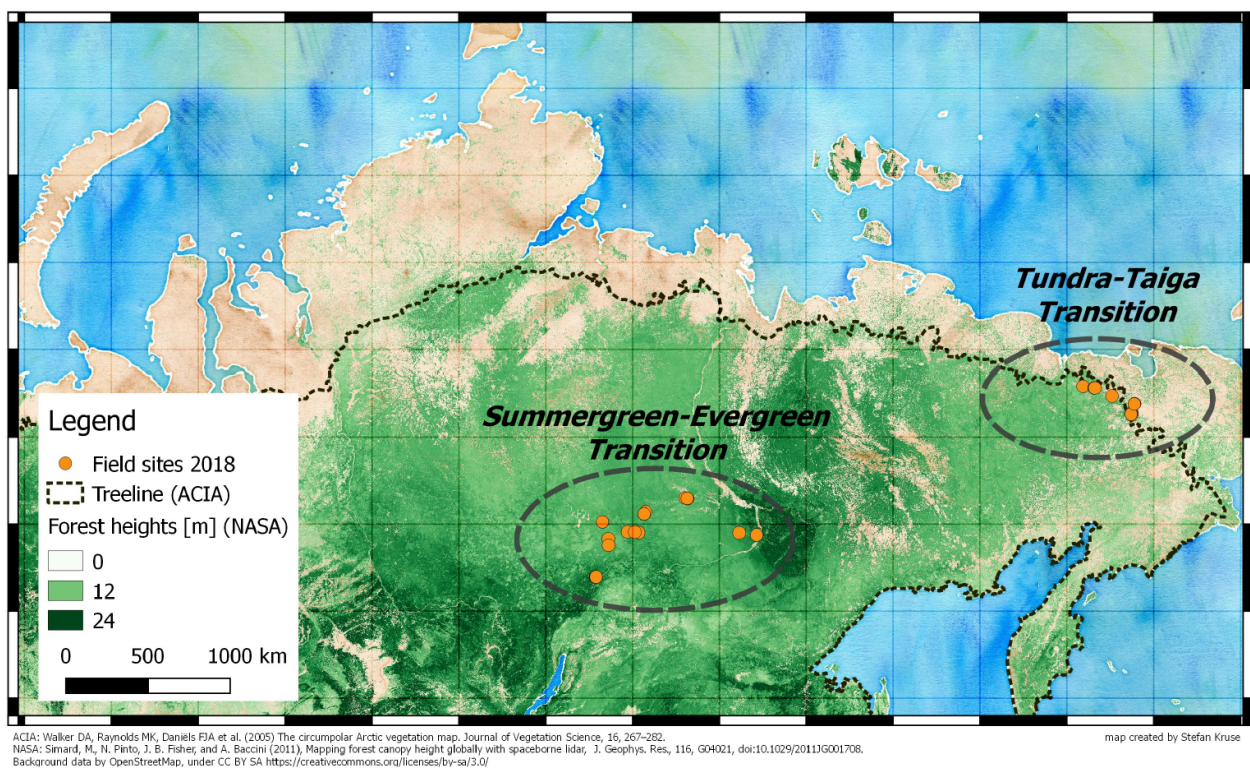 Tundra-Taiga
Transition
Summergreen-Evergreen
Transition
Legend
Field sites 2018
Treeline (ACIA)
Forest heights [m] (NASA)
0
12
24
0 500 1000 km
ACIA: Walker DA, Raynolds MK, Daniëls FJA et al. (2005) The circumpolar Arctic vegetation map. Journal of Vegetation Science, 16, 267–282.
map created by Stefan Kruse
NASA: Simard, M., N. Pinto, J. B. Fisher, and A. Baccini (2011), Mapping forest canopy height globally with spaceborne lidar, J. Geophys. Res., 116, G04021, doi:10.1029/2011JG001708.
Background data by OpenStreetMap, under CC BY SA https://creativecommons.org/licenses/by-sa/3.0/